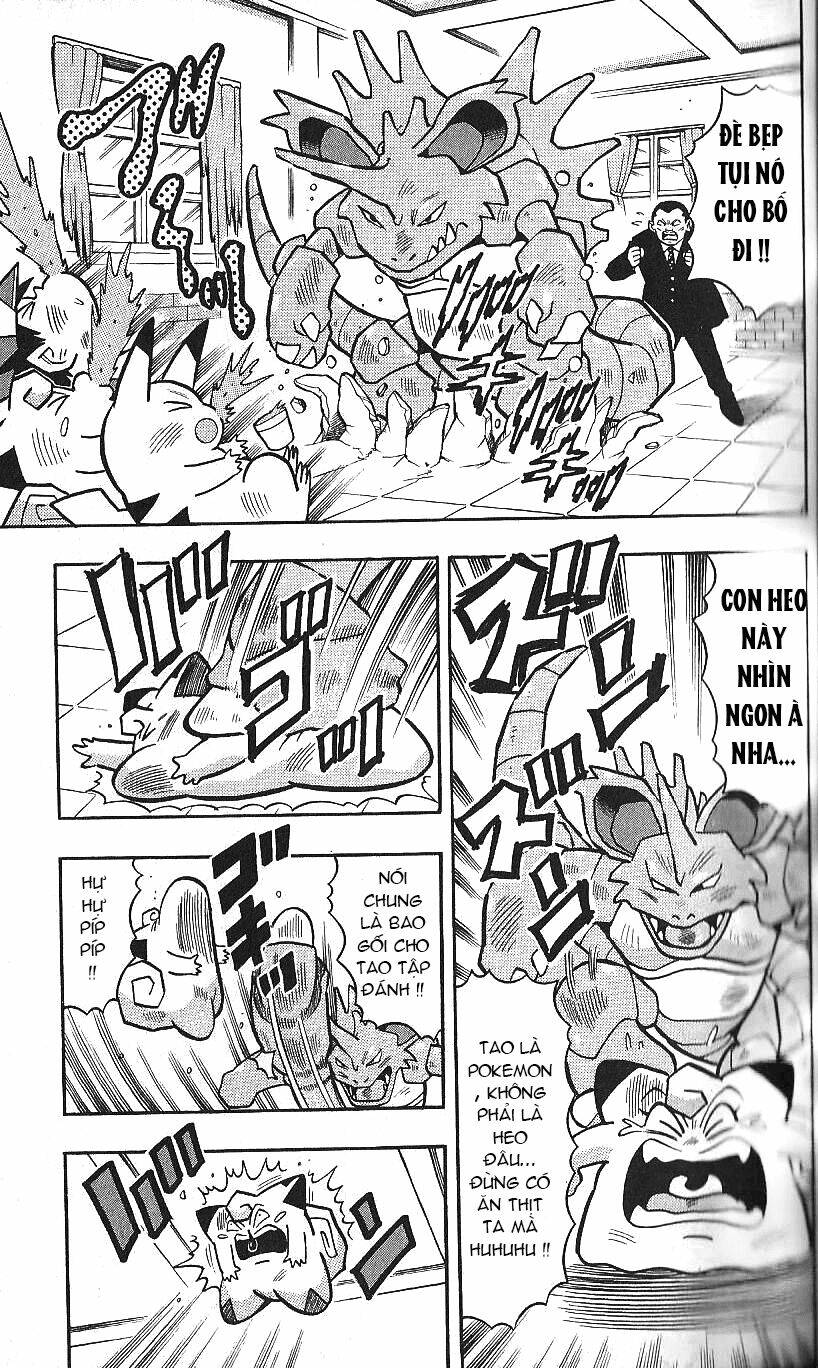 ĐÈ BẸP
TỤI NÓ
CHO BỐ
ĐI !!
CON HEO
NÀY
NHÌN
NGON À
NHA...
TAO LÀ
POKEMON
, KHÔNG
PHẢI LÀ
HEO
ĐÂU...
ĐỪNG CÓ
ĂN THỊT
TA MÀ
HUHUHU !!
NÓI
CHUNG
LÀ BAO
GỐI CHO
TAO TẬP
ĐÁNH !!
HỰ
HỰ
PÍP
PÍP
!!